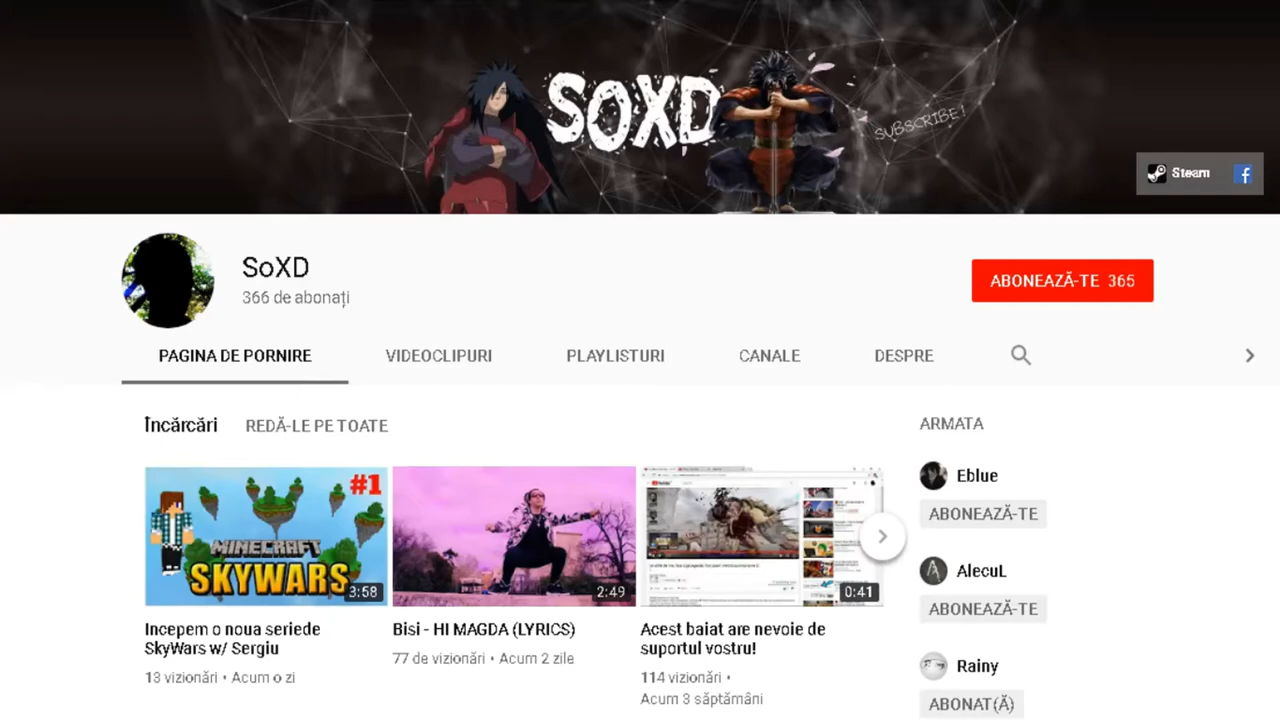 SOXD
SUBSCRIBE!
Steam
SoXD
366 de abonați
ABONEAZĂ-TE 365
PAGINA DE PORNIRE
VIDEOCLIPURI
PLAYLISTURI
CANALE
DESPRE
Încărcări
REDĂ-LE PE TOATE
#1
MINECRAFT
SKYWARS
3:58
Incepem o noua seriede
SkyWars w/ Sergiu
13 vizionări • Acum o zi
2:49
Bisi - HI MAGDA (LYRICS)
77 de vizionări • Acum 2 zile
0:41
Acest baiat are nevoie de
suportul vostru!
114 vizionări •
Acum 3 săptămâni
ARMATA
Eblue
ABONEAZĂ-TE
AlecuL
ABONEAZĂ-TE
Rainy
ABONAT(Ă)